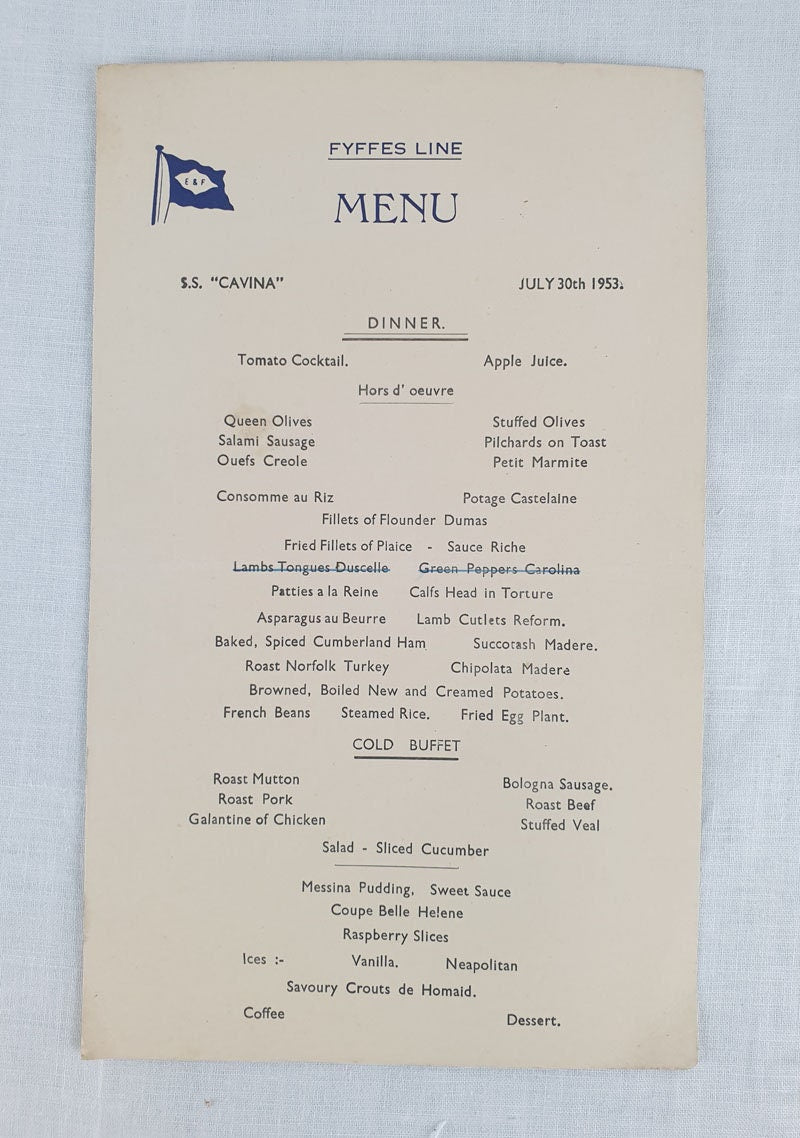 FYFFES LINE
E & F
MENU
S.S. "CAVINA" JULY 30th 1953.
DINNER.
Tomato Cocktail. Apple Juice.
Hors d' oeuvre
Queen Olives Stuffed Olives
Salami Sausage Pilchards on Toast
Ouefs Creole Petit Marmite
Consomme au Riz Potage Castelaine
Fillets of Flounder Dumas
Fried Fillets of Plaice - Sauce Riche
Lambs Tongues Duscelle Green Peppers Carolina
Patties a la Reine Calfs Head in Torture
Asparagus au Beurre Lamb Cutlets Reform.
Baked, Spiced Cumberland Ham Succotash Madere.
Roast Norfolk Turkey Chipolata Madere
Browned, Boiled New and Creamed Potatoes.
French Beans Steamed Rice. Fried Egg Plant.
COLD BUFFET
Roast Mutton Bologna Sausage.
Roast Pork Roast Beef
Galantine of Chicken Stuffed Veal
Salad - Sliced Cucumber
Messina Pudding, Sweet Sauce
Coupe Belle Helene
Raspberry Slices
Ices :- Vanilla. Neapolitan
Savoury Crouts de Homaid.
Coffee Dessert.